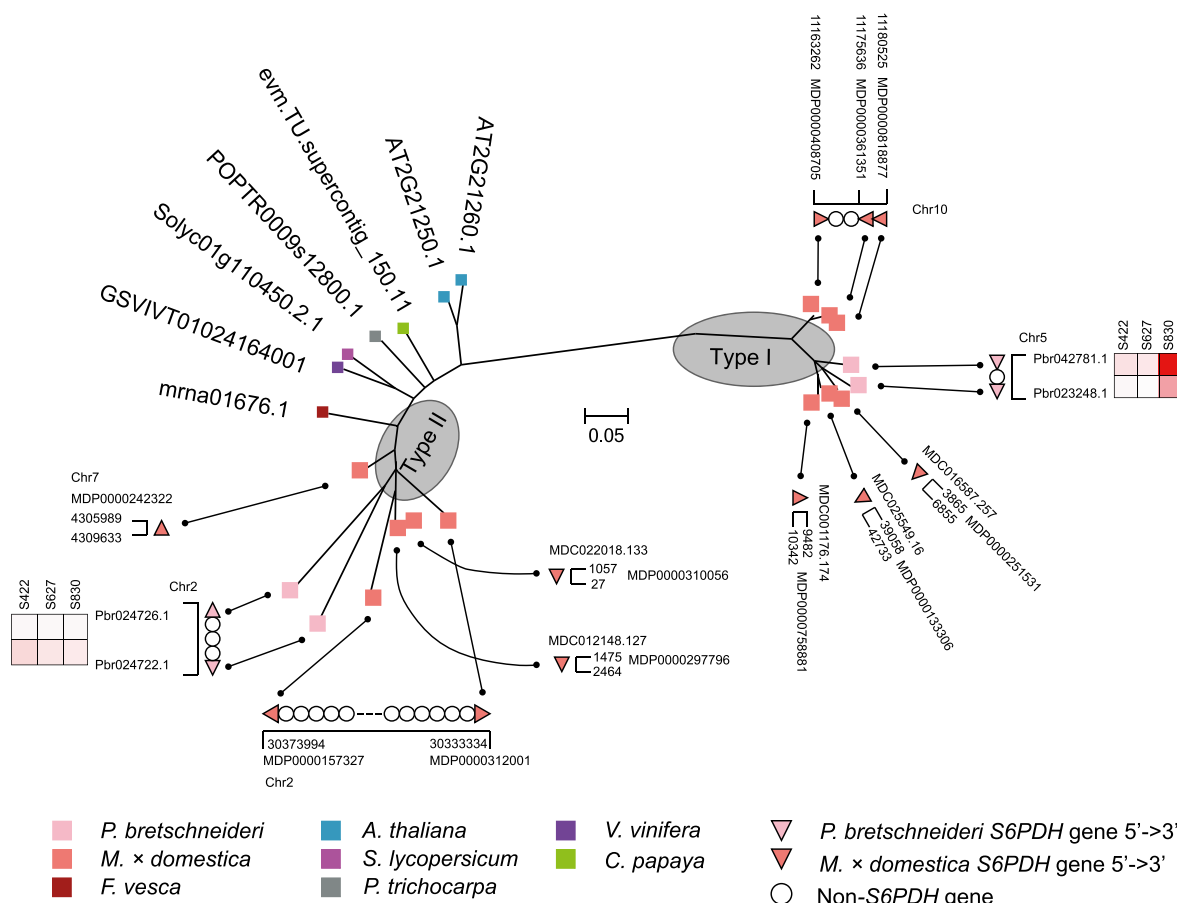 11163262 MDP0000408705
11175636 MDP0000361351
11180525 MDP0000818877
Chr10
evm.TU.supercontig_150.11
AT2G21250.1
AT2G21260.1
POPTR0009s12800.1
Solyc01g110450.2.1
GSVIVT01024164001
mrna01676.1
Type I
Type II
0.05
Chr5
S422 S627 S830
Pbr042781.1
Pbr023248.1
MDC016587.257
3865 MDP0000251531
6855
MDC025549.16
39058 MDP0000133306
42733
MDC001176.174
9482
10342 MDP0000758881
Chr7
MDP0000242322
4305989
4309633
MDC022018.133
1057
27
MDP0000310056
Chr2
S422 S627 S830
Pbr024726.1
Pbr024722.1
MDC012148.127
1475
2464
MDP0000297796
30373994
MDP0000157327
30333334
MDP0000312001
Chr2
P. bretschneideri
M. × domestica
F. vesca
A. thaliana
S. lycopersicum
P. trichocarpa
V. vinifera
C. papaya
P. bretschneideri S6PDH gene 5’->3’
M. × domestica S6PDH gene 5’->3’
Non-S6PDH gene